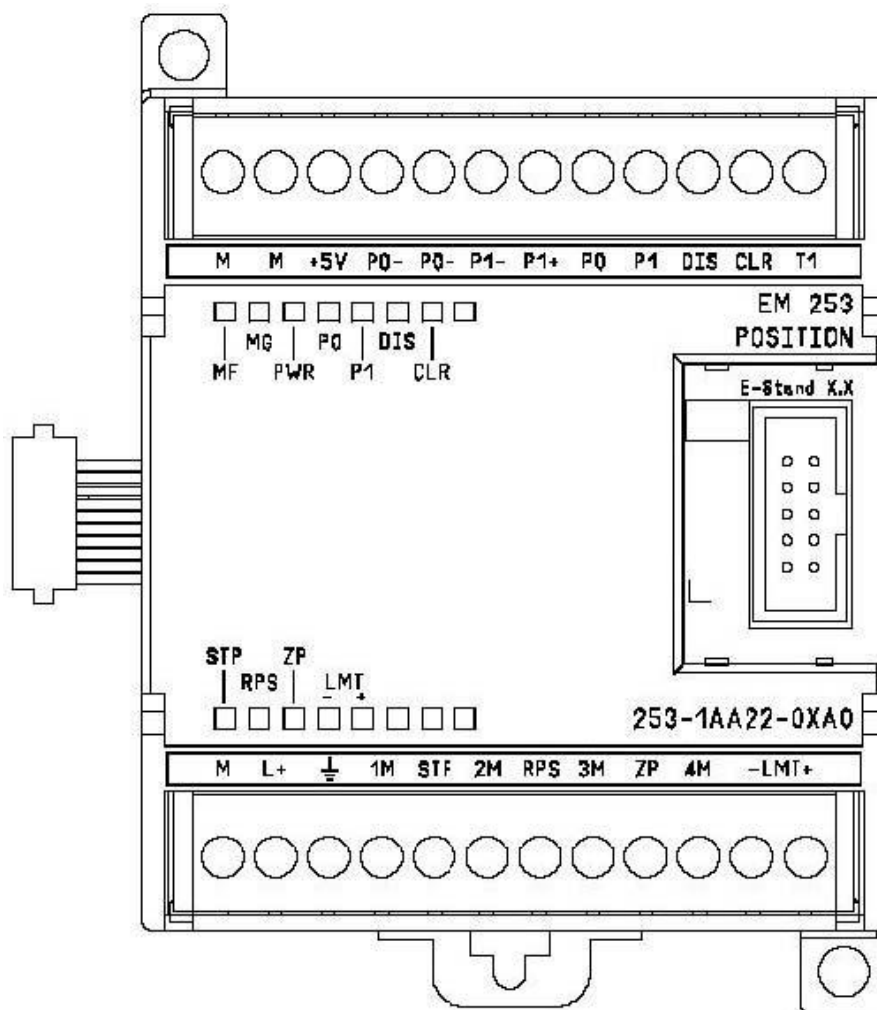 M M +5V P0- P0- P1- P1+ P0 P1 DIS CLR T1
EM 253
MG P0 DIS
POSITION
MF PWR P1 CLR
E-Stand X.X
STP ZP
RPS LMT
- +
253-1AA22-0XA0
M L+ 1M STP 2M RPS 3M ZP 4M -LMT+